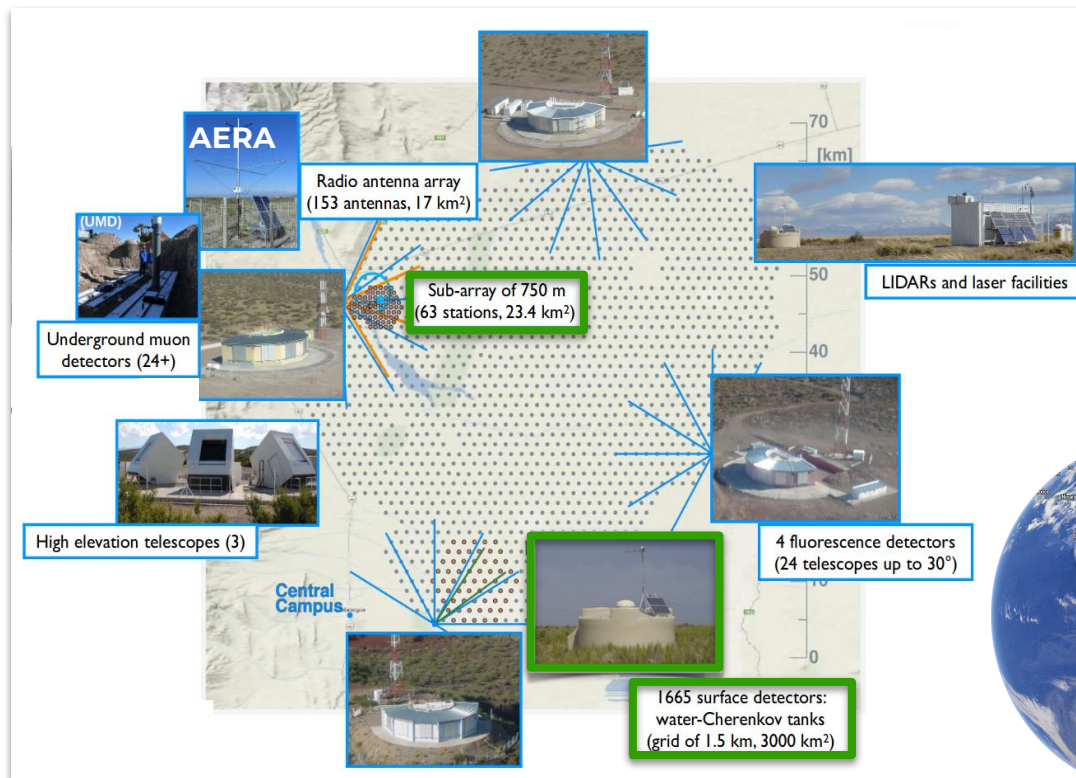 AERA
Radio antenna array
(153 antennas, 17 km²)
70
[km]
(UMD)
Sub-array of 750 m
(63 stations, 23.4 km²)
50
LIDARs and laser facilities
Underground muon
detectors (24+)
40
High elevation telescopes (3)
4 fluorescence detectors
(24 telescopes up to 30°)
10
Central
Campus
0
1665 surface detectors:
water-Cherenkov tanks
(grid of 1.5 km, 3000 km²)